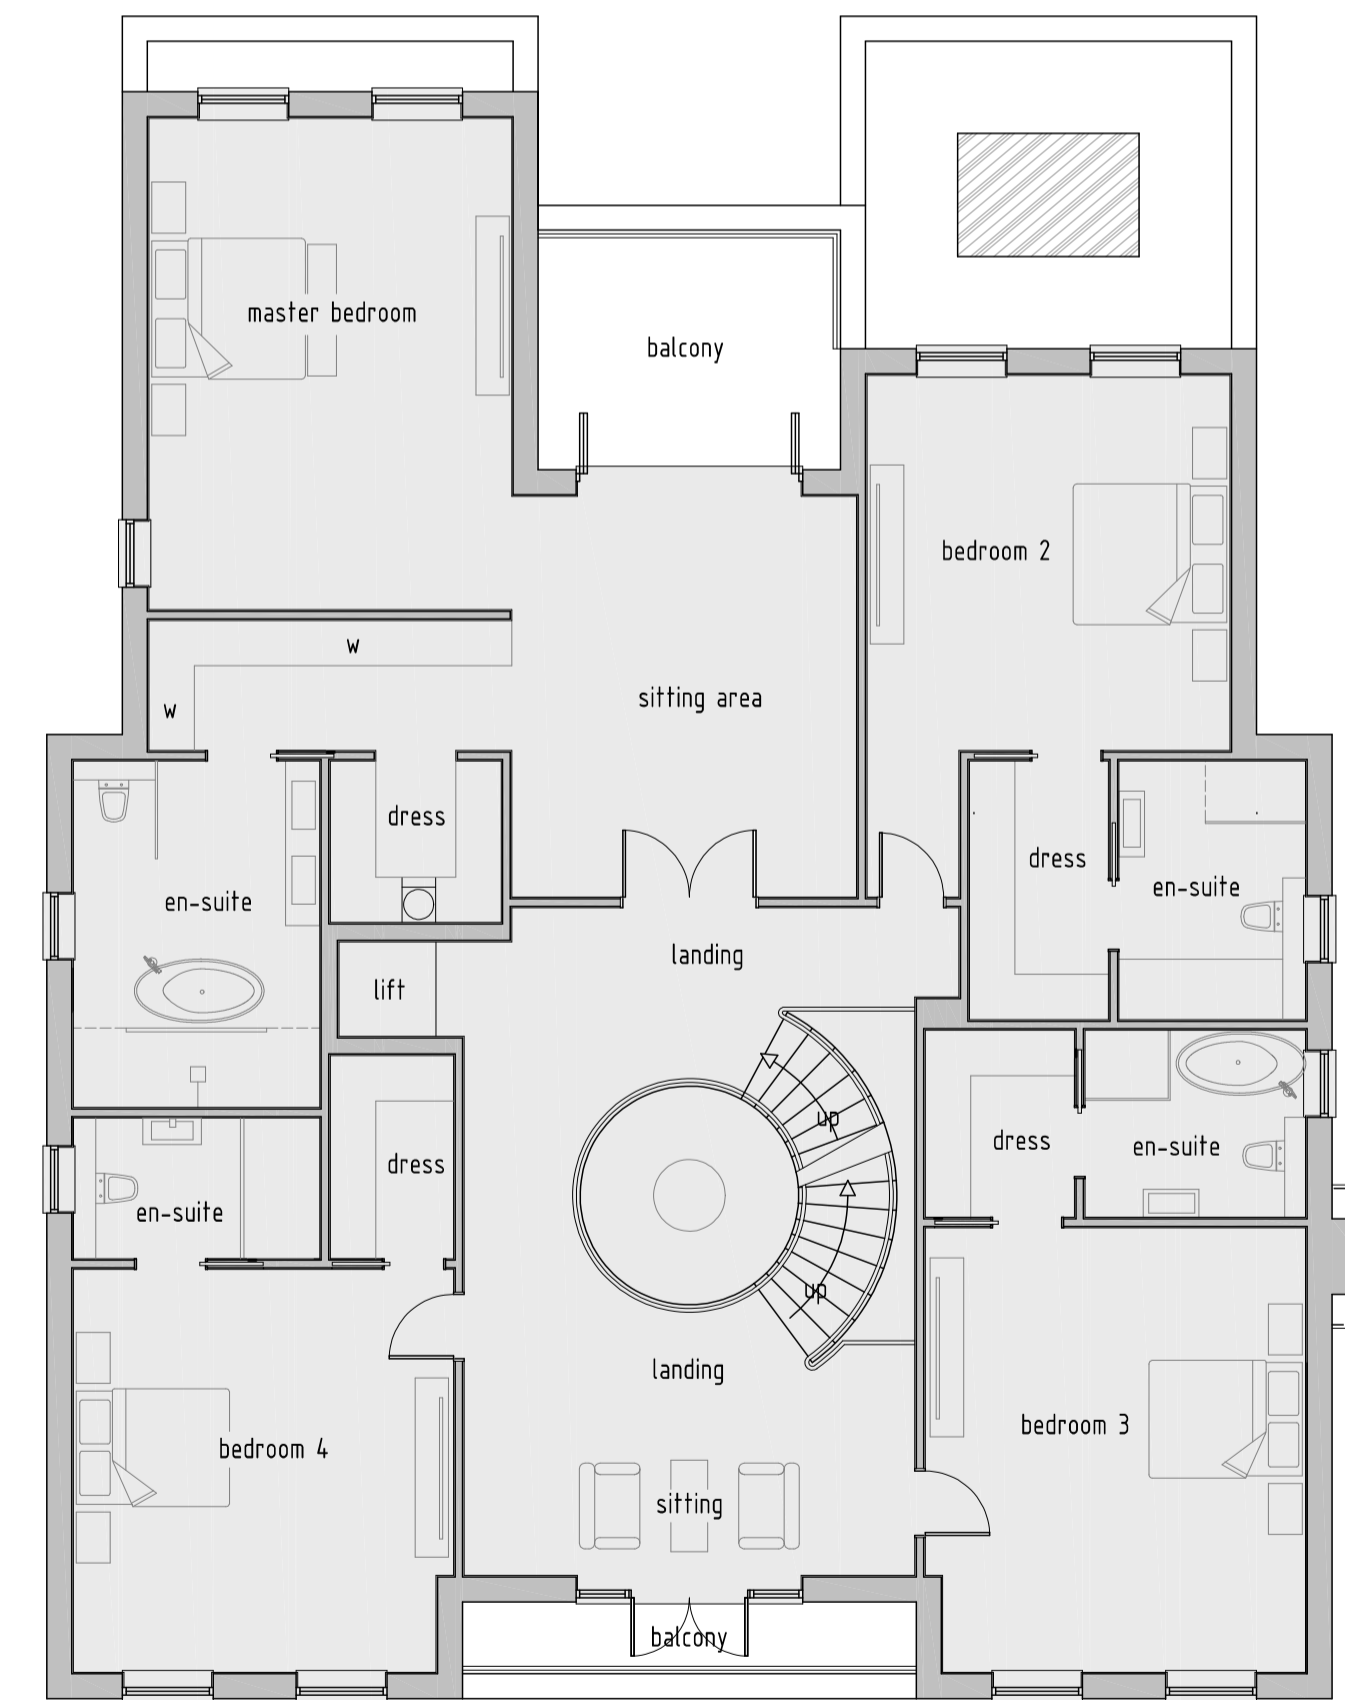 master bedroom
balcony
bedroom 2
w
sitting area
w
dress
dress
en-suite
en-suite
landing
lift
up
dress
en-suite
dress
en-suite
up
landing
bedroom 3
bedroom 4
sitting
balcony